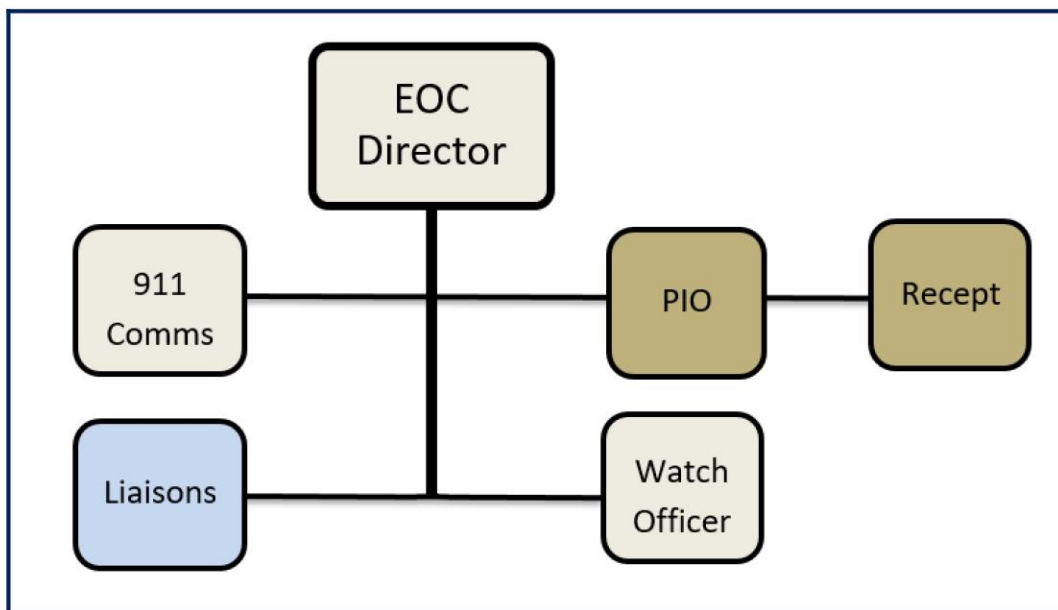 EOC
Director
911
Comms
PIO
Recept
Liaisons
Watch
Officer